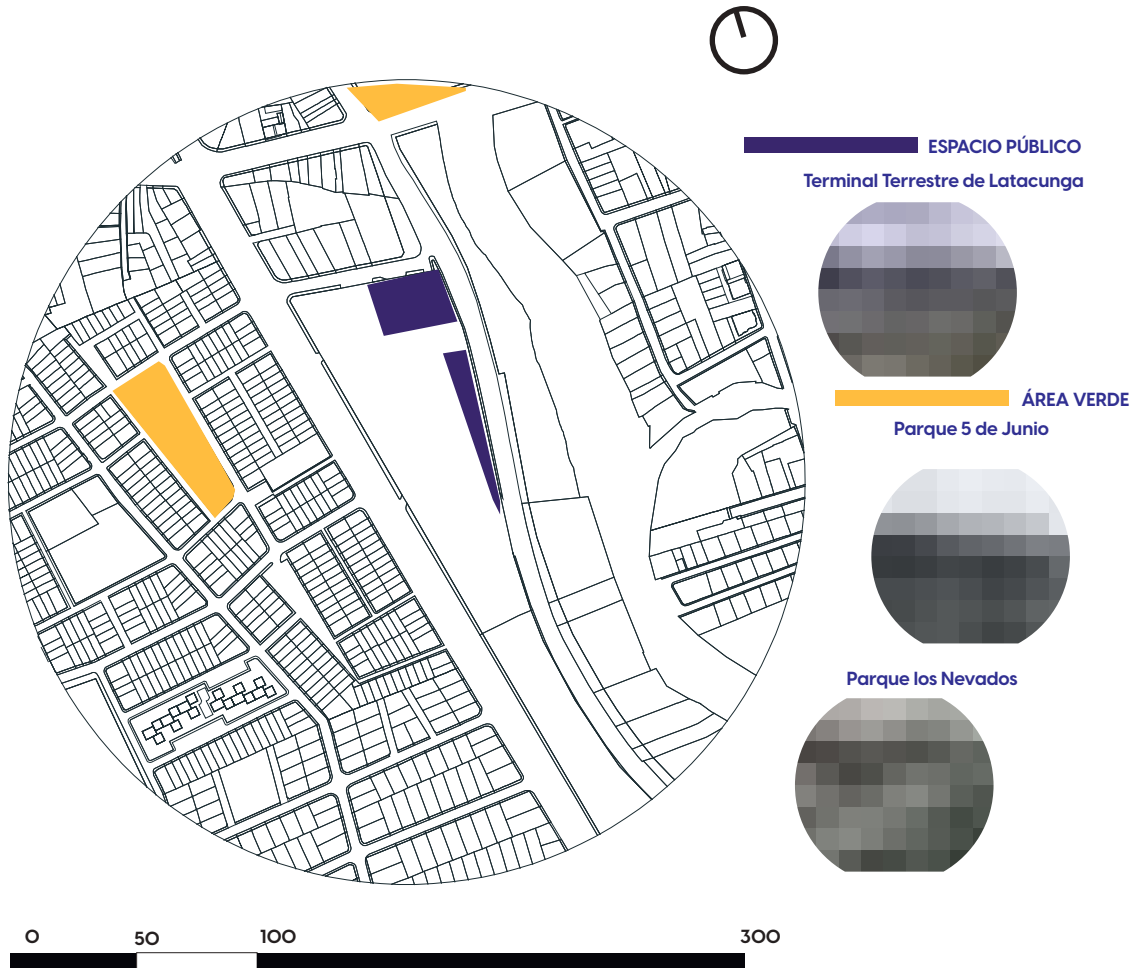 ESPACIO PÚBLICO
Terminal Terrestre de Latacunga
ÁREA VERDE
Parque 5 de Junio
Parque los Nevados
0 50 100 300